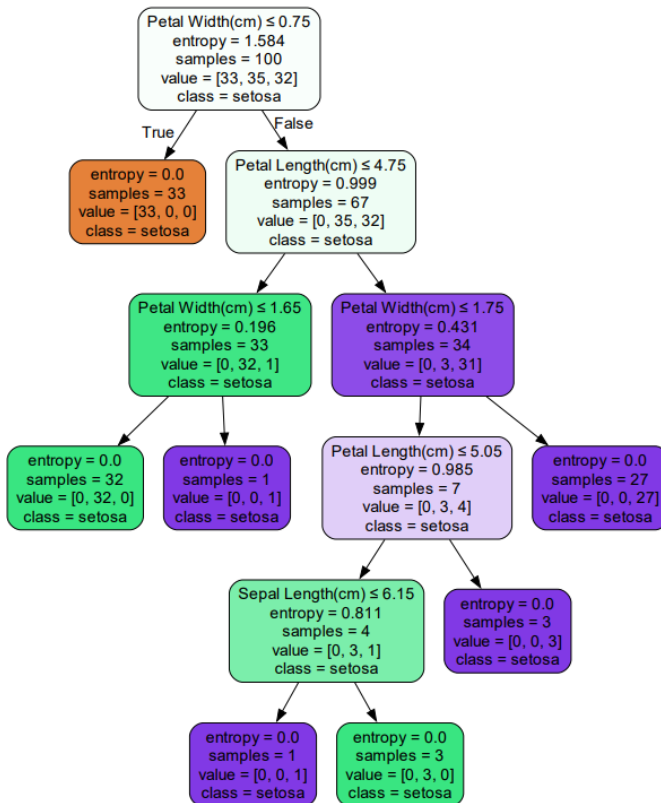 Petal Width(cm) ≤ 0.75
entropy = 1.584
samples = 100
value = [33, 35, 32]
class = setosa
True
False
entropy = 0.0
samples = 33
value = [33, 0, 0]
class = setosa
Petal Length(cm) ≤ 4.75
entropy = 0.999
samples = 67
value = [0, 35, 32]
class = setosa
Petal Width(cm) ≤ 1.65
entropy = 0.196
samples = 33
value = [0, 32, 1]
class = setosa
Petal Width(cm) ≤ 1.75
entropy = 0.431
samples = 34
value = [0, 3, 31]
class = setosa
entropy = 0.0
samples = 32
value = [0, 32, 0]
class = setosa
entropy = 0.0
samples = 1
value = [0, 0, 1]
class = setosa
Petal Length(cm) ≤ 5.05
entropy = 0.985
samples = 7
value = [0, 3, 4]
class = setosa
entropy = 0.0
samples = 27
value = [0, 0, 27]
class = setosa
Sepal Length(cm) ≤ 6.15
entropy = 0.811
samples = 4
value = [0, 3, 1]
class = setosa
entropy = 0.0
samples = 3
value = [0, 0, 3]
class = setosa
entropy = 0.0
samples = 1
value = [0, 0, 1]
class = setosa
entropy = 0.0
samples = 3
value = [0, 3, 0]
class = setosa